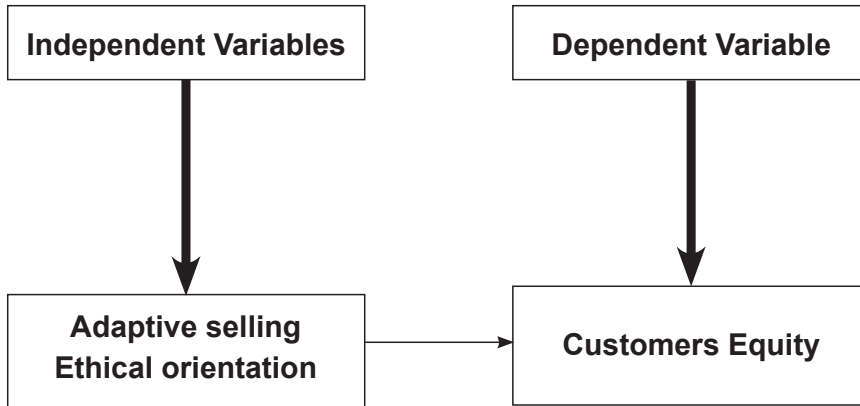 Independent Variables
Dependent Variable
Adaptive selling
Ethical orientation
Customers Equity